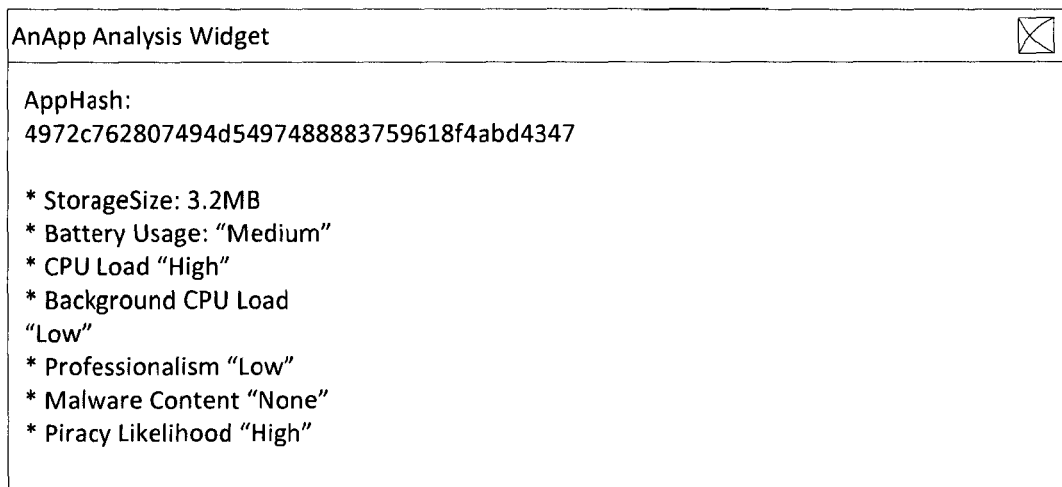 AnApp Analysis Widget
AppHash:
4972c762807494d5497488883759618f4abd4347
* StorageSize: 3.2MB
* Battery Usage: “Medium”
* CPU Load “High”
* Background CPU Load
“Low”
* Professionalism “Low”
* Malware Content “None”
* Piracy Likelihood “High”